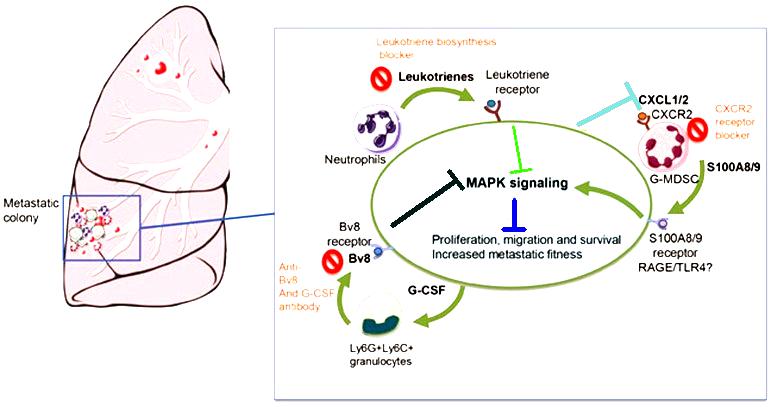 Metastatic
colony
Leukotriene biosynthesis
blocker
Leukotrienes
Leukotriene
receptor
Neutrophils
CXCL1/2
CXCR2
CXCR2
receptor
blocker
G-MDSC
S100A8/9
MAPK signaling
Proliferation, migration and survival
Increased metastatic fitness
S100A8/9
receptor
RAGE/TLR4?
Bv8
receptor
Bv8
Anti-
Bv8
And G-CSF
antibody
G-CSF
Ly6G+Ly6C+
granulocytes